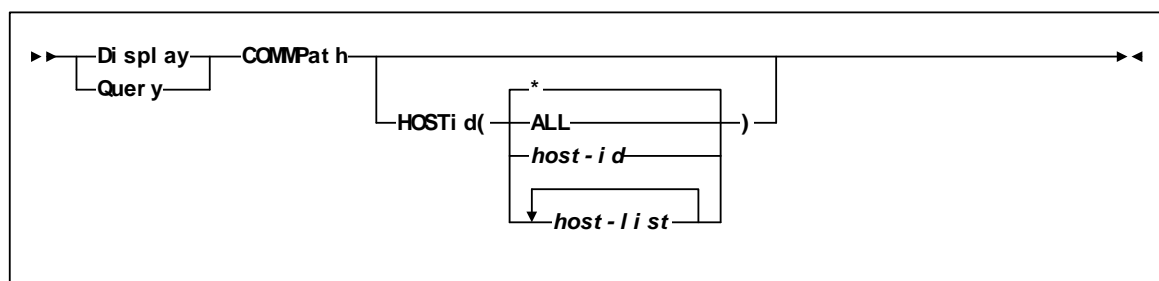 Display COMMPath
Query
*
HOSTid( ALL )
host-id
host-list